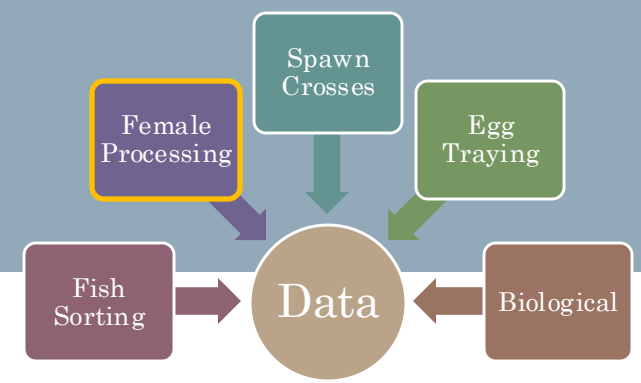 Spawn
Crosses
Female
Processing
Egg
Traying
Fish
Sorting
Data
Biological